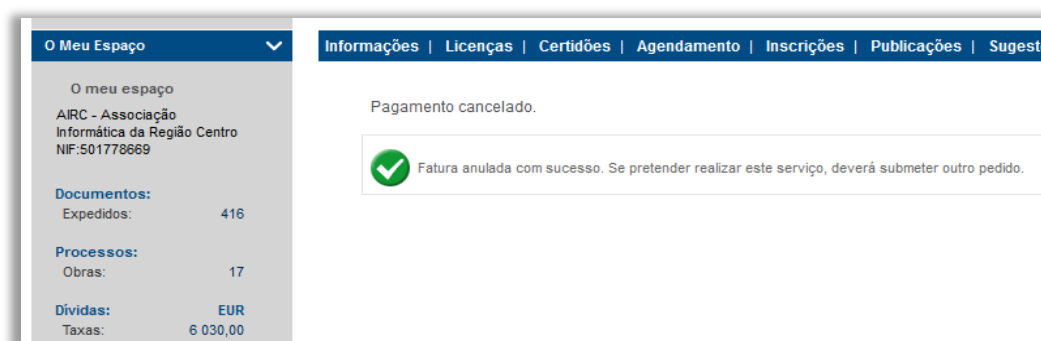 O Meu Espaço
Informações | Licenças | Certidões | Agendamento | Inscrições | Publicações |
O meu espaço
AIRC - Associação
Informática da Região Centro
NIF:501778669
Documentos:
Expedidos: 416
Processos:
Obras: 17
Dívidas: EUR
Taxas: 6 030,00
Pagamento cancelado.
Fatura anulada com sucesso. Se pretender realizar este serviço, deverá submeter outro pedido.